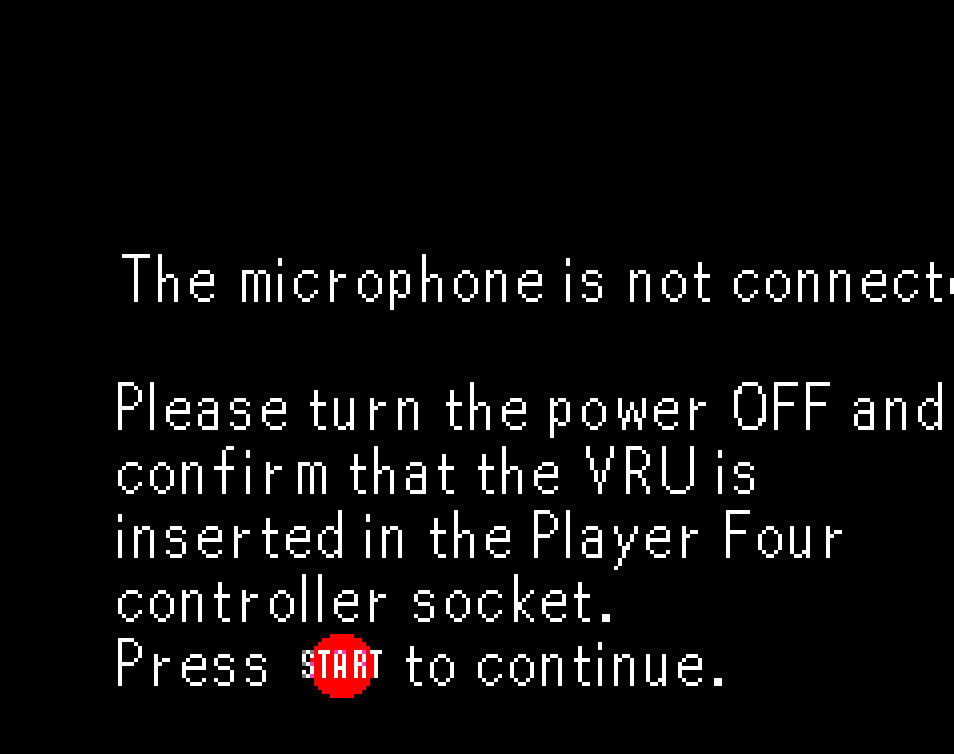 The microphone is not connecte
Please turn the power OFF and
confirm that the VRU is
inserted in the Player Four
controller socket.
Press START to continue.